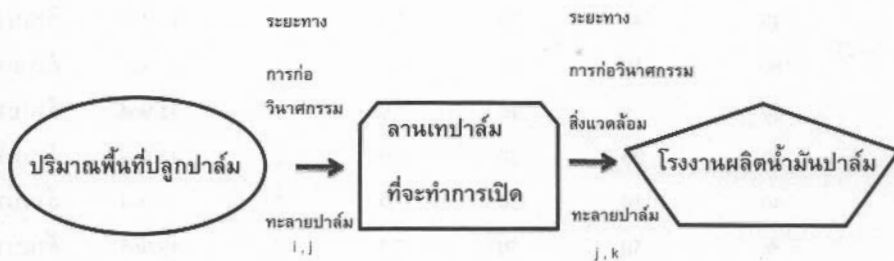 ระยะทาง
การก่อ
วินาศกรรม
ระยะทาง
การก่อวินาศกรรม
สิ่งแวดล้อม
ปริมาณพื้นที่ปลูกปาล์ม
ลานเทปาล์ม
ที่จะทำการเปิด
โรงงานผลิตน้ำมันปาล์ม
ทะลายปาล์ม
i,j
ทะลายปาล์ม
j,k